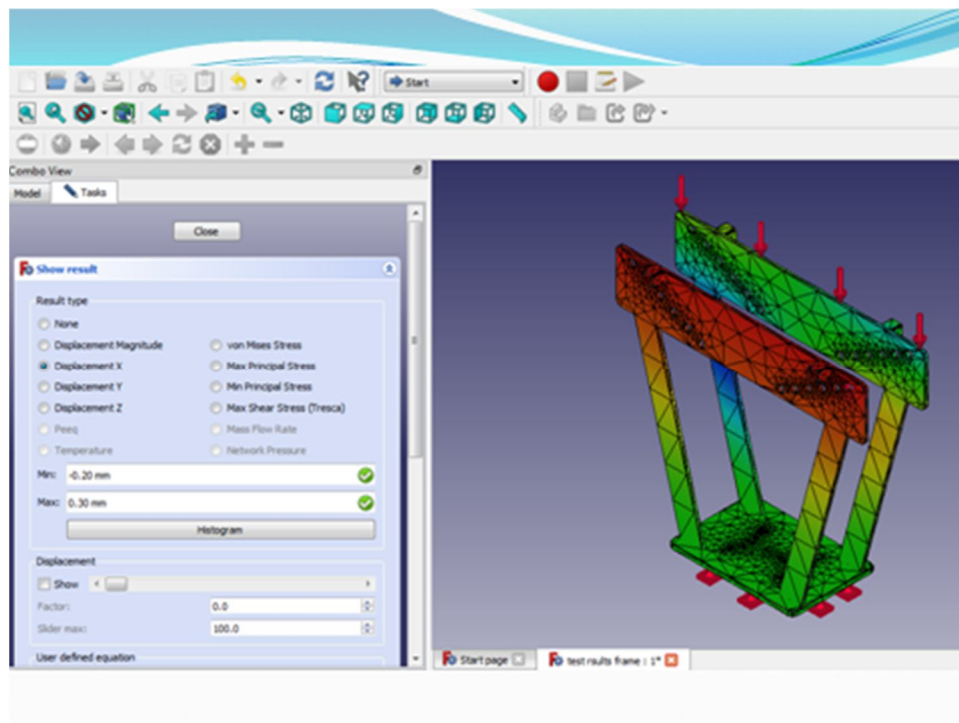 Start
Combo View
Model Tasks
Close
Show result
Result type
None
Displacement Magnitude von Mises Stress
Displacement X Max Principal Stress
Displacement Y Min Principal Stress
Displacement Z Max Shear Stress (Tresca)
Peeq Mass Flow Rate
Temperature Network Pressure
Min: -0.20 mm
Max: 0.30 mm
Histogram
Displacement
Show
Factor: 0.0
Slider max: 100.0
User defined equation
Start page test rsults frame : 1*